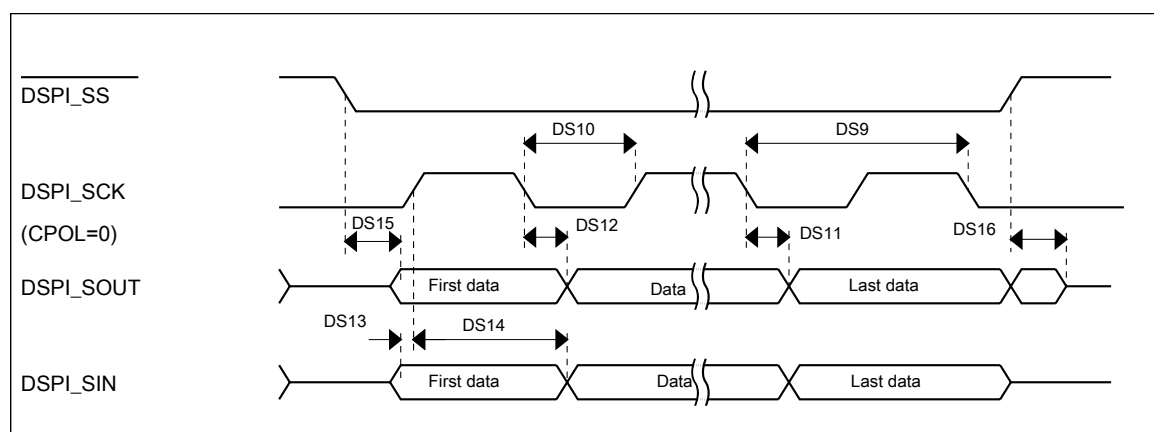 DSPI_SS
DS10
DS9
DSPI_SCK
DS15
DS12
DS11
DS16
(CPOL=0)
DSPI_SOUT
First data
Data
Last data
DS13
DS14
DSPI_SIN
First data
Data
Last data